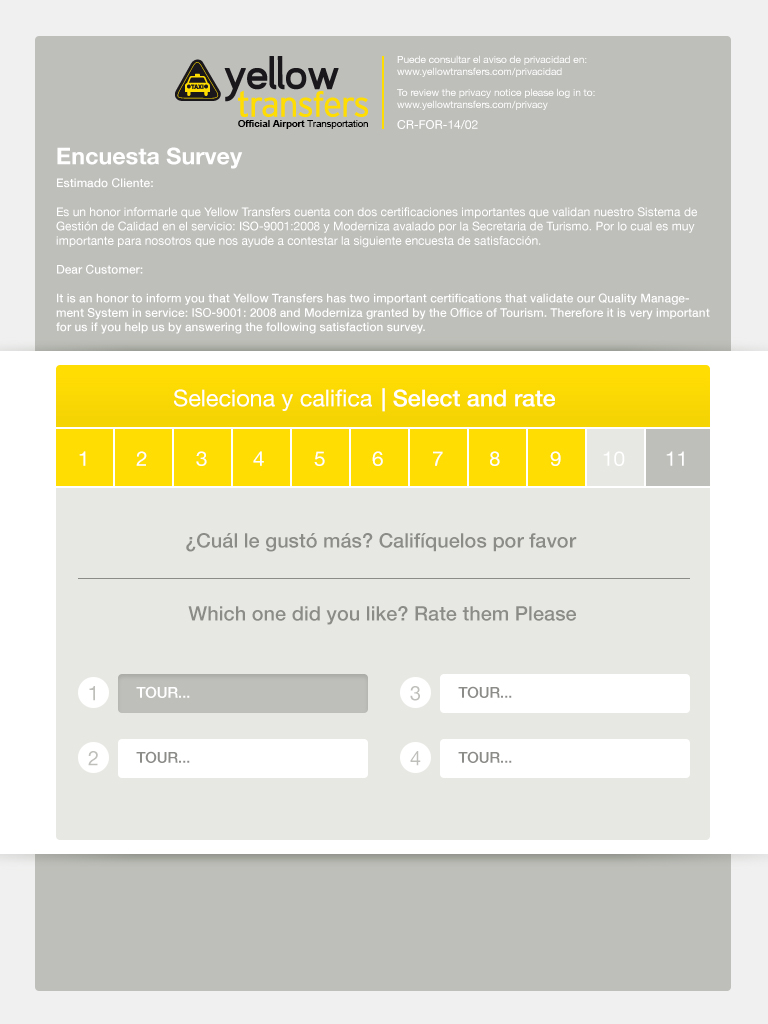 TAXI
yellow
transfers
Official Airport Transportation
Puede consultar el aviso de privacidad en:
www.yellowtransfers.com/privacidad
To review the privacy notice please log in to:
www.yellowtransfers.com/privacy
CR-FOR-14/02
Encuesta Survey
Estimado Cliente:
Es un honor informarle que Yellow Transfers cuenta con dos certificaciones importantes que validan nuestro Sistema de
Gestión de Calidad en el servicio: ISO-9001:2008 y Moderniza avalado por la Secretaria de Turismo. Por lo cual es muy
importante para nosotros que nos ayude a contestar la siguiente encuesta de satisfacción.
Dear Customer:
It is an honor to inform you that Yellow Transfers has two important certifications that validate our Quality Manage-
ment System in service: ISO-9001: 2008 and Moderniza granted by the Office of Tourism. Therefore it is very important
for us if you help us by answering the following satisfaction survey.
Seleciona y califica | Select and rate
1 2 3 4 5 6 7 8 9 10 11
¿Cuál le gustó más? Califíquelos por favor
Which one did you like? Rate them Please
1 TOUR... 3 TOUR...
2 TOUR... 4 TOUR...